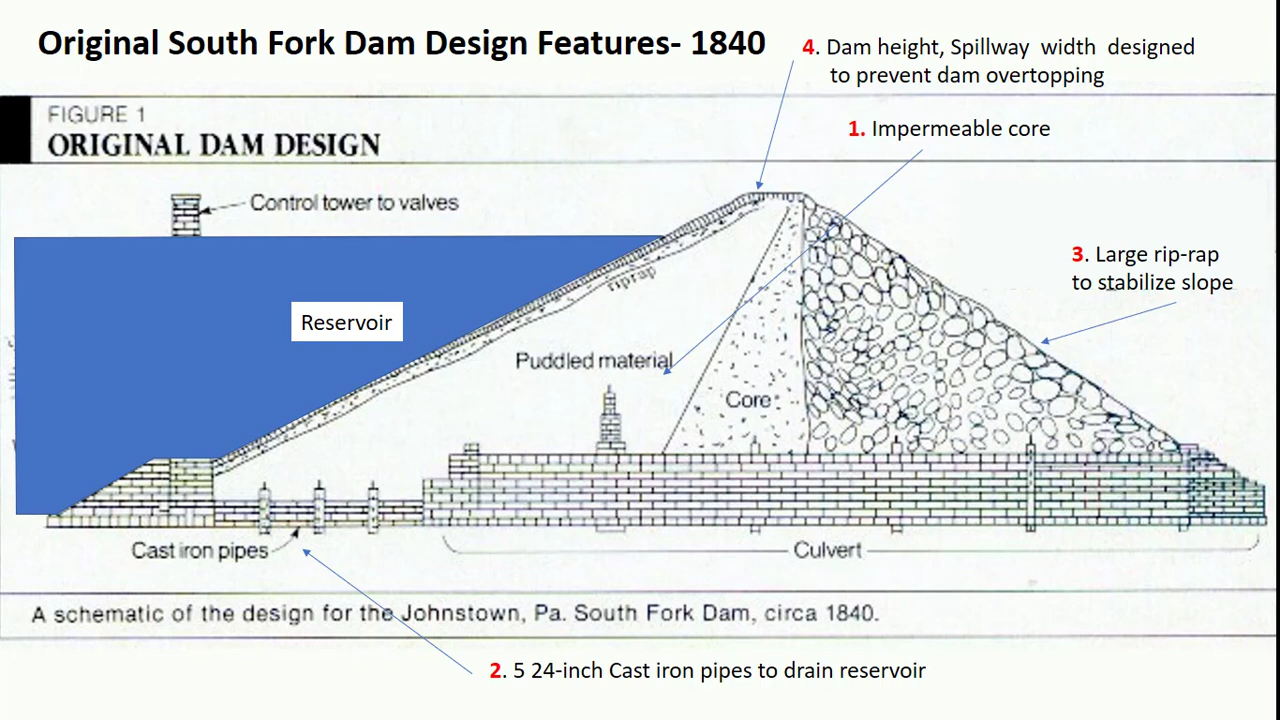 Original South Fork Dam Design Features- 1840
4. Dam height, Spillway width designed
to prevent dam overtopping
FIGURE 1
ORIGINAL DAM DESIGN
1. Impermeable core
Control tower to valves
3. Large rip-rap
to stabilize slope
riprap
Reservoir
Puddled material
Core
Cast iron pipes
Culvert
A schematic of the design for the Johnstown, Pa. South Fork Dam, circa 1840.
2. 5 24-inch Cast iron pipes to drain reservoir